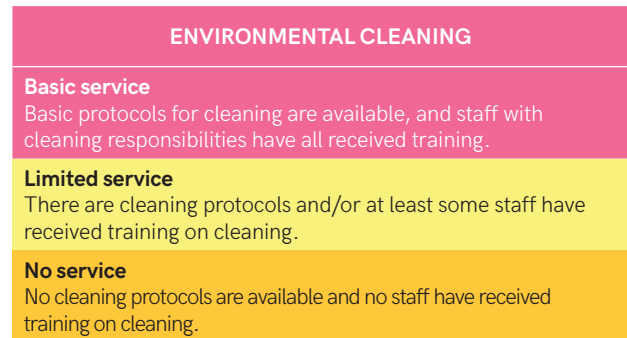 ENVIRONMENTAL CLEANING
Basic service
Basic protocols for cleaning are available, and staff with
cleaning responsibilities have all received training.
Limited service
There are cleaning protocols and/or at least some staff have
received training on cleaning.
No service
No cleaning protocols are available and no staff have received
training on cleaning.